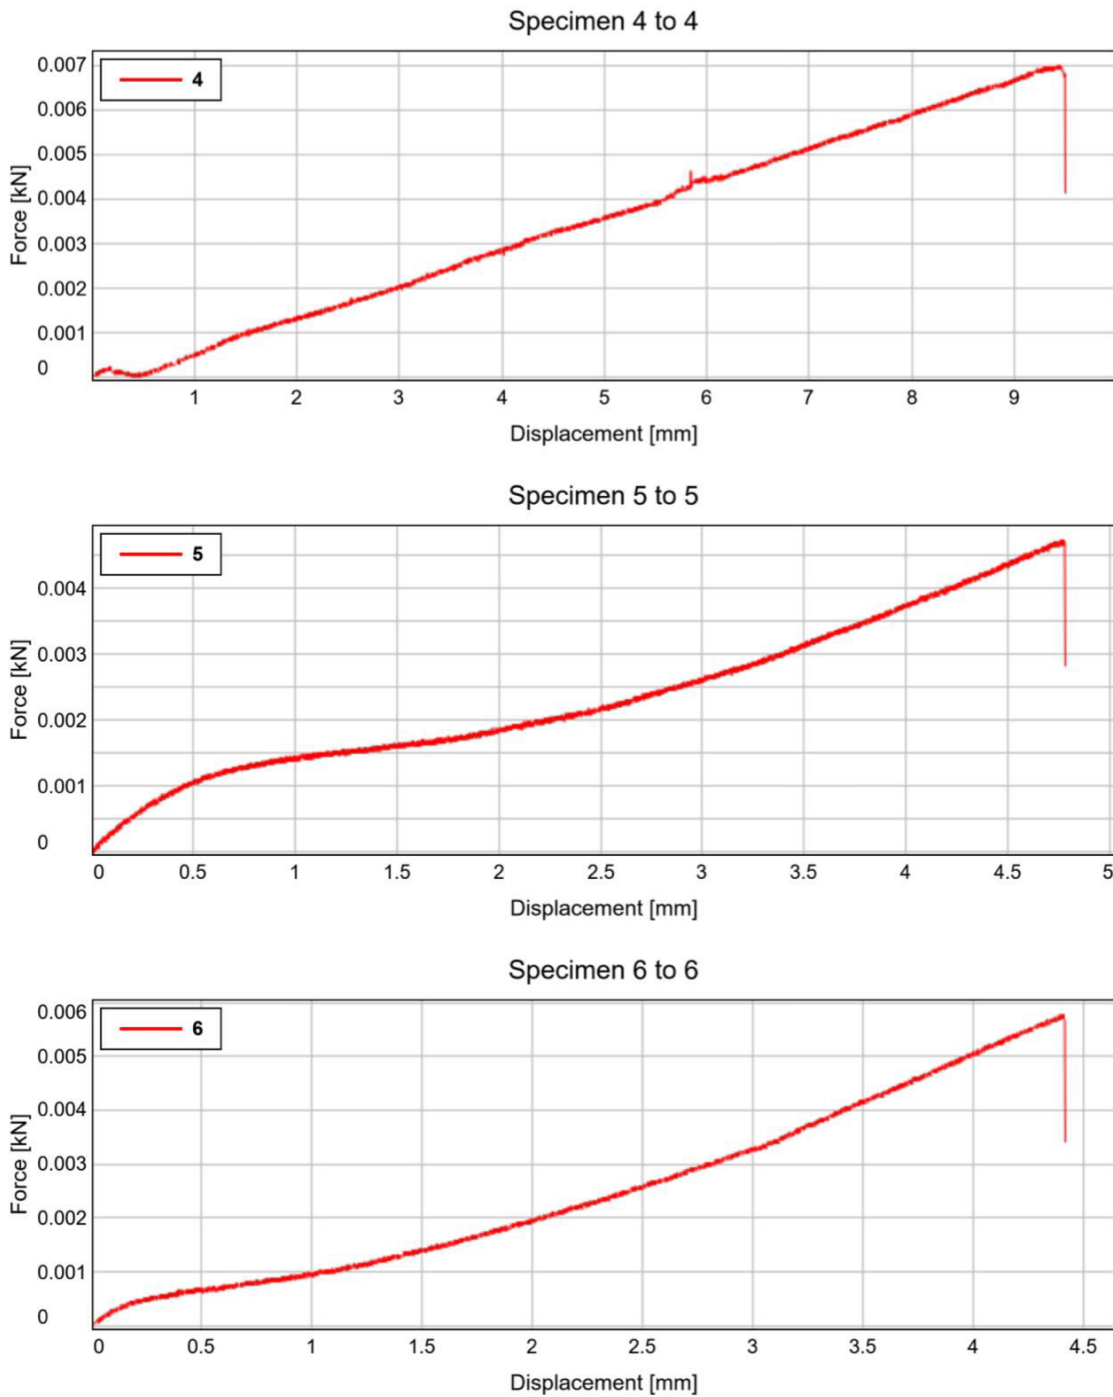 Specimen 4 to 4
4
Force [kN]
0.007
0.006
0.005
0.004
0.003
0.002
0.001
0
1 2 3 4 5 6 7 8 9
Displacement [mm]
Specimen 5 to 5
5
Force [kN]
0.004
0.003
0.002
0.001
0
0 0.5 1 1.5 2 2.5 3 3.5 4 4.5 5
Displacement [mm]
Specimen 6 to 6
6
Force [kN]
0.006
0.005
0.004
0.003
0.002
0.001
0
0 0.5 1 1.5 2 2.5 3 3.5 4 4.5
Displacement [mm]